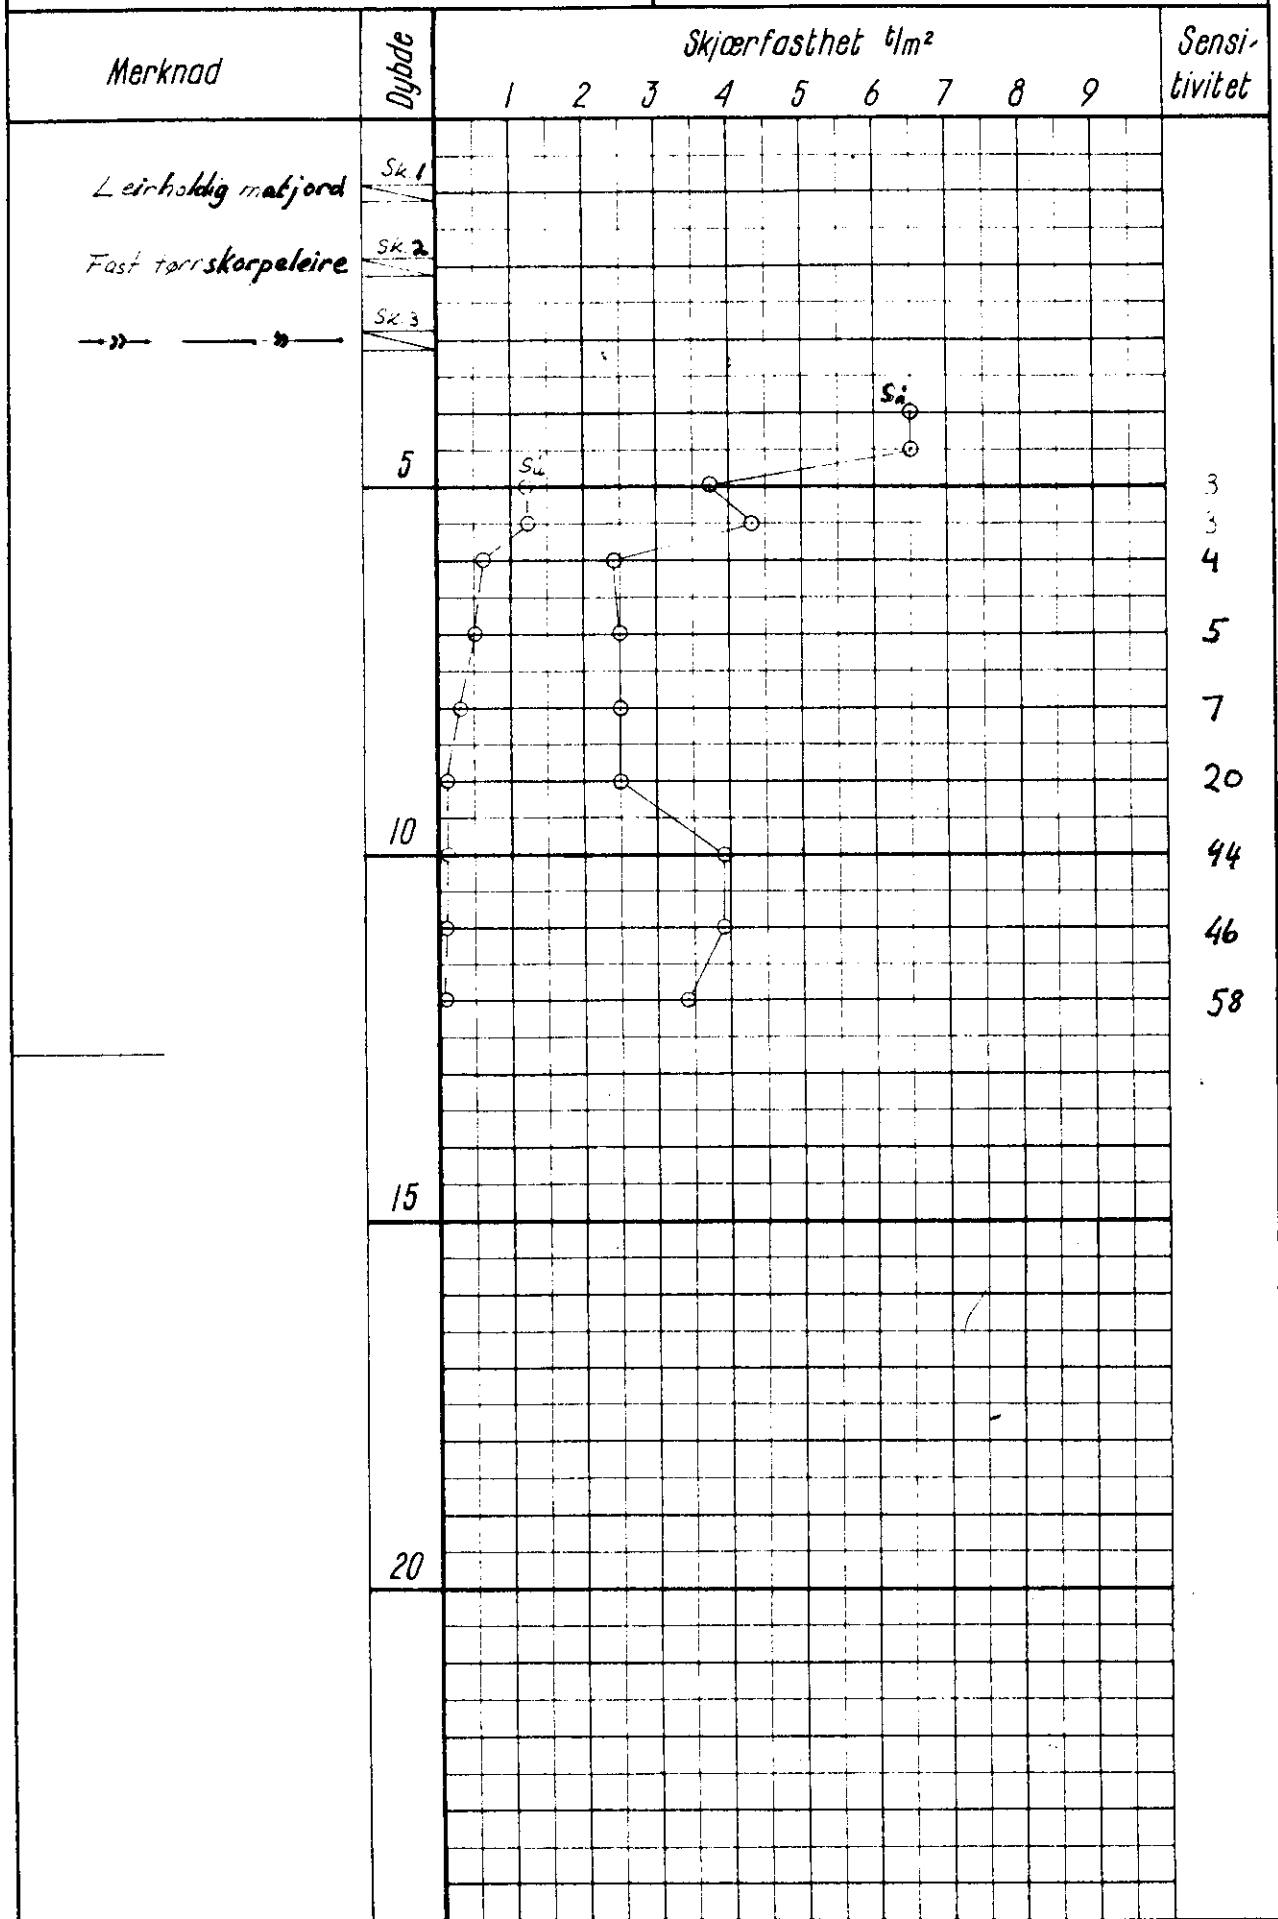 Merknad
Dybde
Skjærfasthet t/m²
Sensi-
tivitet
1 2 3 4 5 6 7 8 9
Leirholdig matjord
Sk. 1
Fast tørrskorpeleire
Sk. 2
—»— —»—
Sk. 3
5
10
15
20
3
3
4
5
7
20
44
46
58